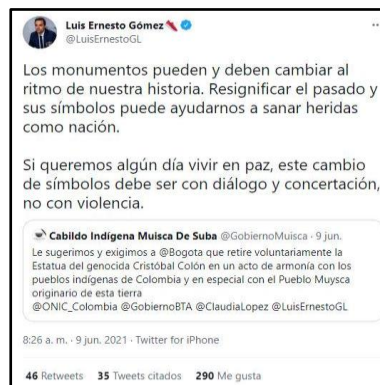 Luis Ernesto Gómez
@LuisErnestoGL
Los monumentos pueden y deben cambiar al
ritmo de nuestra historia. Resignificar el pasado y
sus símbolos puede ayudarnos a sanar heridas
como nación.
Si queremos algún día vivir en paz, este cambio
de símbolos debe ser con diálogo y concertación,
no con violencia.
Cabildo Indígena Muisca De Suba @GobiernoMuisca · 9 jun.
Le sugerimos y exigimos a @Bogota que retire voluntariamente la
Estatua del genocida Cristóbal Colón en un acto de armonía con los
pueblos indígenas de Colombia y en especial con el Pueblo Muysca
originario de esta tierra
@ONIC_Colombia @GobiernoBTA @ClaudiaLopez @LuisErnestoGL
8:26 a. m. · 9 jun. 2021 · Twitter for iPhone
46 Retweets 35 Tweets citados 290 Me gusta